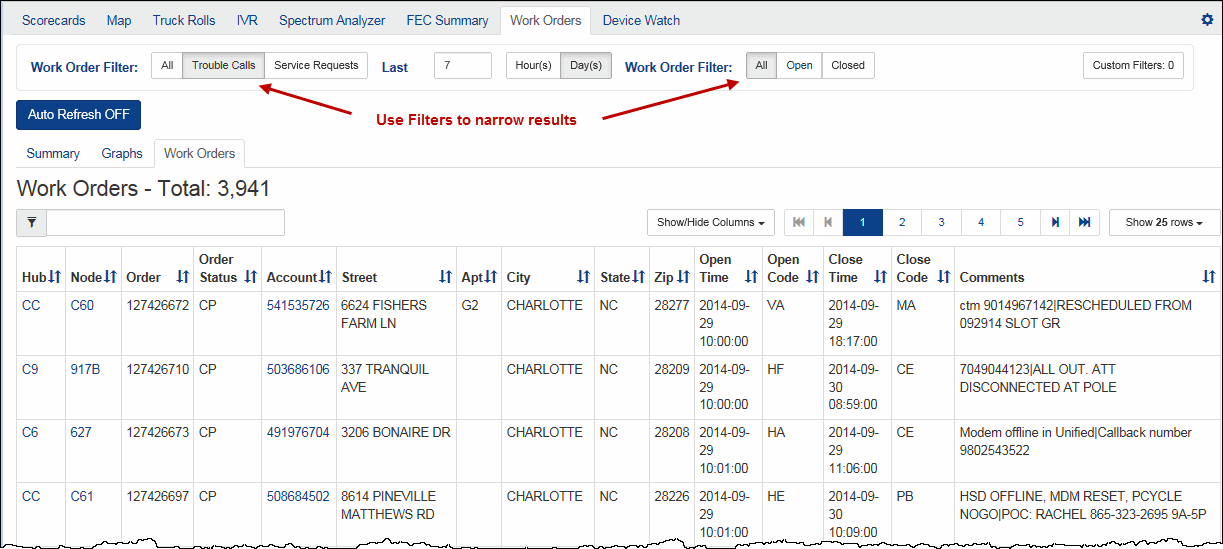 Scorecards Map Truck Rolls IVR Spectrum Analyzer FEC Summary Work Orders Device Watch
Work Order Filter: All Trouble Calls Service Requests Last 7 Hour(s) Day(s) Work Order Filter: All Open Closed Custom Filters: 0
Use Filters to narrow results
Auto Refresh OFF
Summary Graphs Work Orders
Work Orders - Total: 3,941
Show/Hide Columns 1 2 3 4 5 Show 25 rows
Hub Node Order Order Status Account Street Apt City State Zip Open Time Open Code Close Time Close Code Comments
CC C60 127426672 CP 541535726 6624 FISHERS G2 CHARLOTTE NC 28277 2014-09- VA 2014-09- MA ctm 9014967142|RESCHEDULED FROM
FARM LN 29 29 092914 SLOT GR
10:00:00 18:17:00
C9 917B 127426710 CP 503686106 337 TRANQUIL CHARLOTTE NC 28209 2014-09- HF 2014-09- CE 7049044123|ALL OUT. ATT
AVE 29 30 DISCONNECTED AT POLE
10:00:00 08:59:00
C6 627 127426673 CP 491976704 3206 BONAIRE DR CHARLOTTE NC 28208 2014-09- HA 2014-09- CE Modem offline in Unified|Callback number
29 29 9802543522
10:01:00 11:06:00
CC C61 127426697 CP 508684502 8614 PINEVILLE CHARLOTTE NC 28226 2014-09- HE 2014-09- PB HSD OFFLINE, MDM RESET, PCYCLE
MATTHEWS RD 29 30 NOGO|POC: RACHEL 865-323-2695 9A-5P
10:01:00 10:09:00